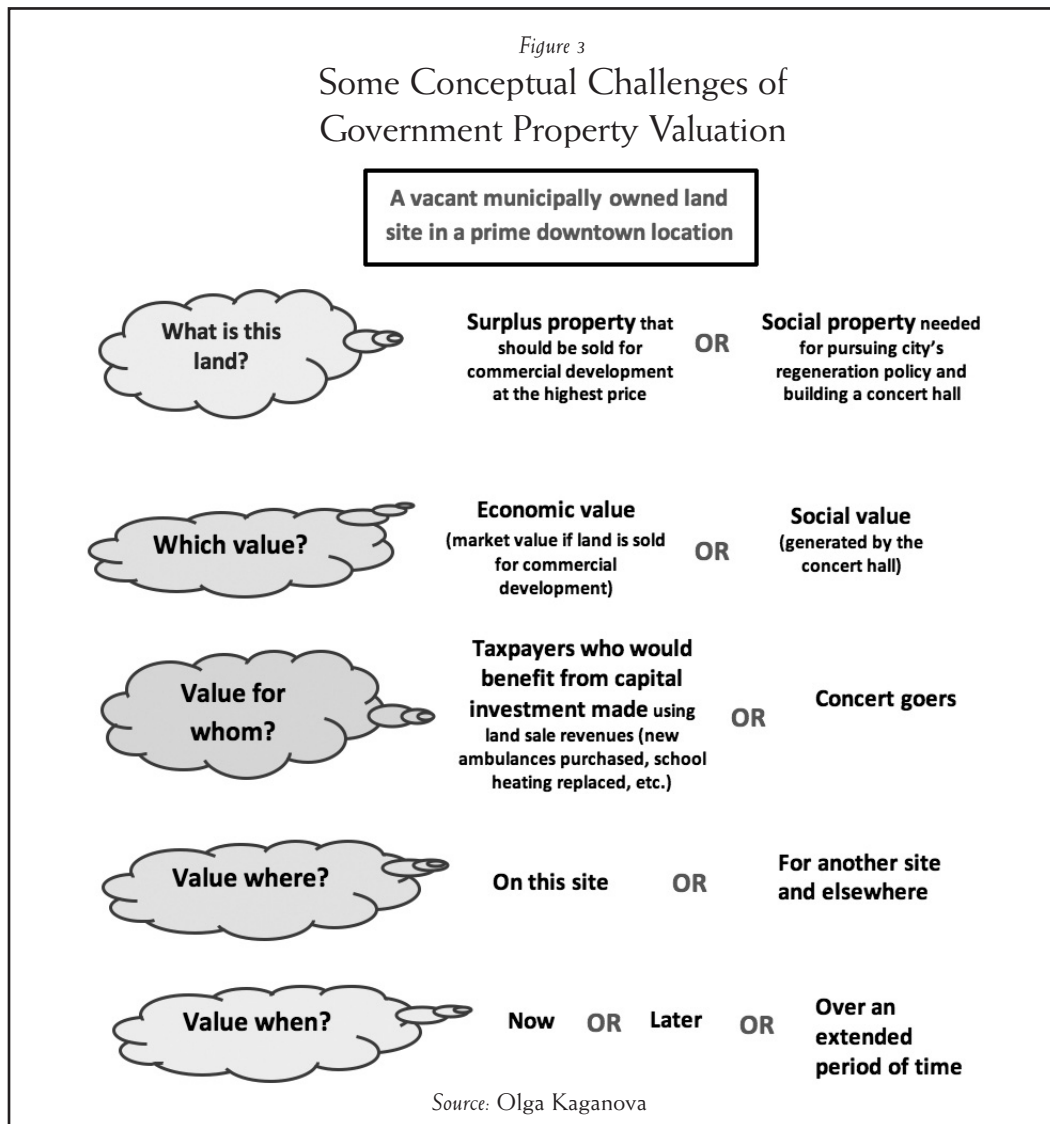 Figure 3
Some Conceptual Challenges of
Government Property Valuation
A vacant municipally owned land
site in a prime downtown location
What is this
land?
Surplus property that
should be sold for
commercial development
at the highest price
OR
Social property needed
for pursuing city's
regeneration policy and
building a concert hall
Which value?
Economic value
(market value if land is sold
for commercial
development)
OR
Social value
(generated by the
concert hall)
Value for
whom?
Taxpayers who would
benefit from capital
investment made using
land sale revenues (new
ambulances purchased, school
heating replaced, etc.)
OR
Concert goers
Value where?
On this site
OR
For another site
and elsewhere
Value when?
Now OR Later OR
Over an
extended
period of time
Source: Olga Kaganova